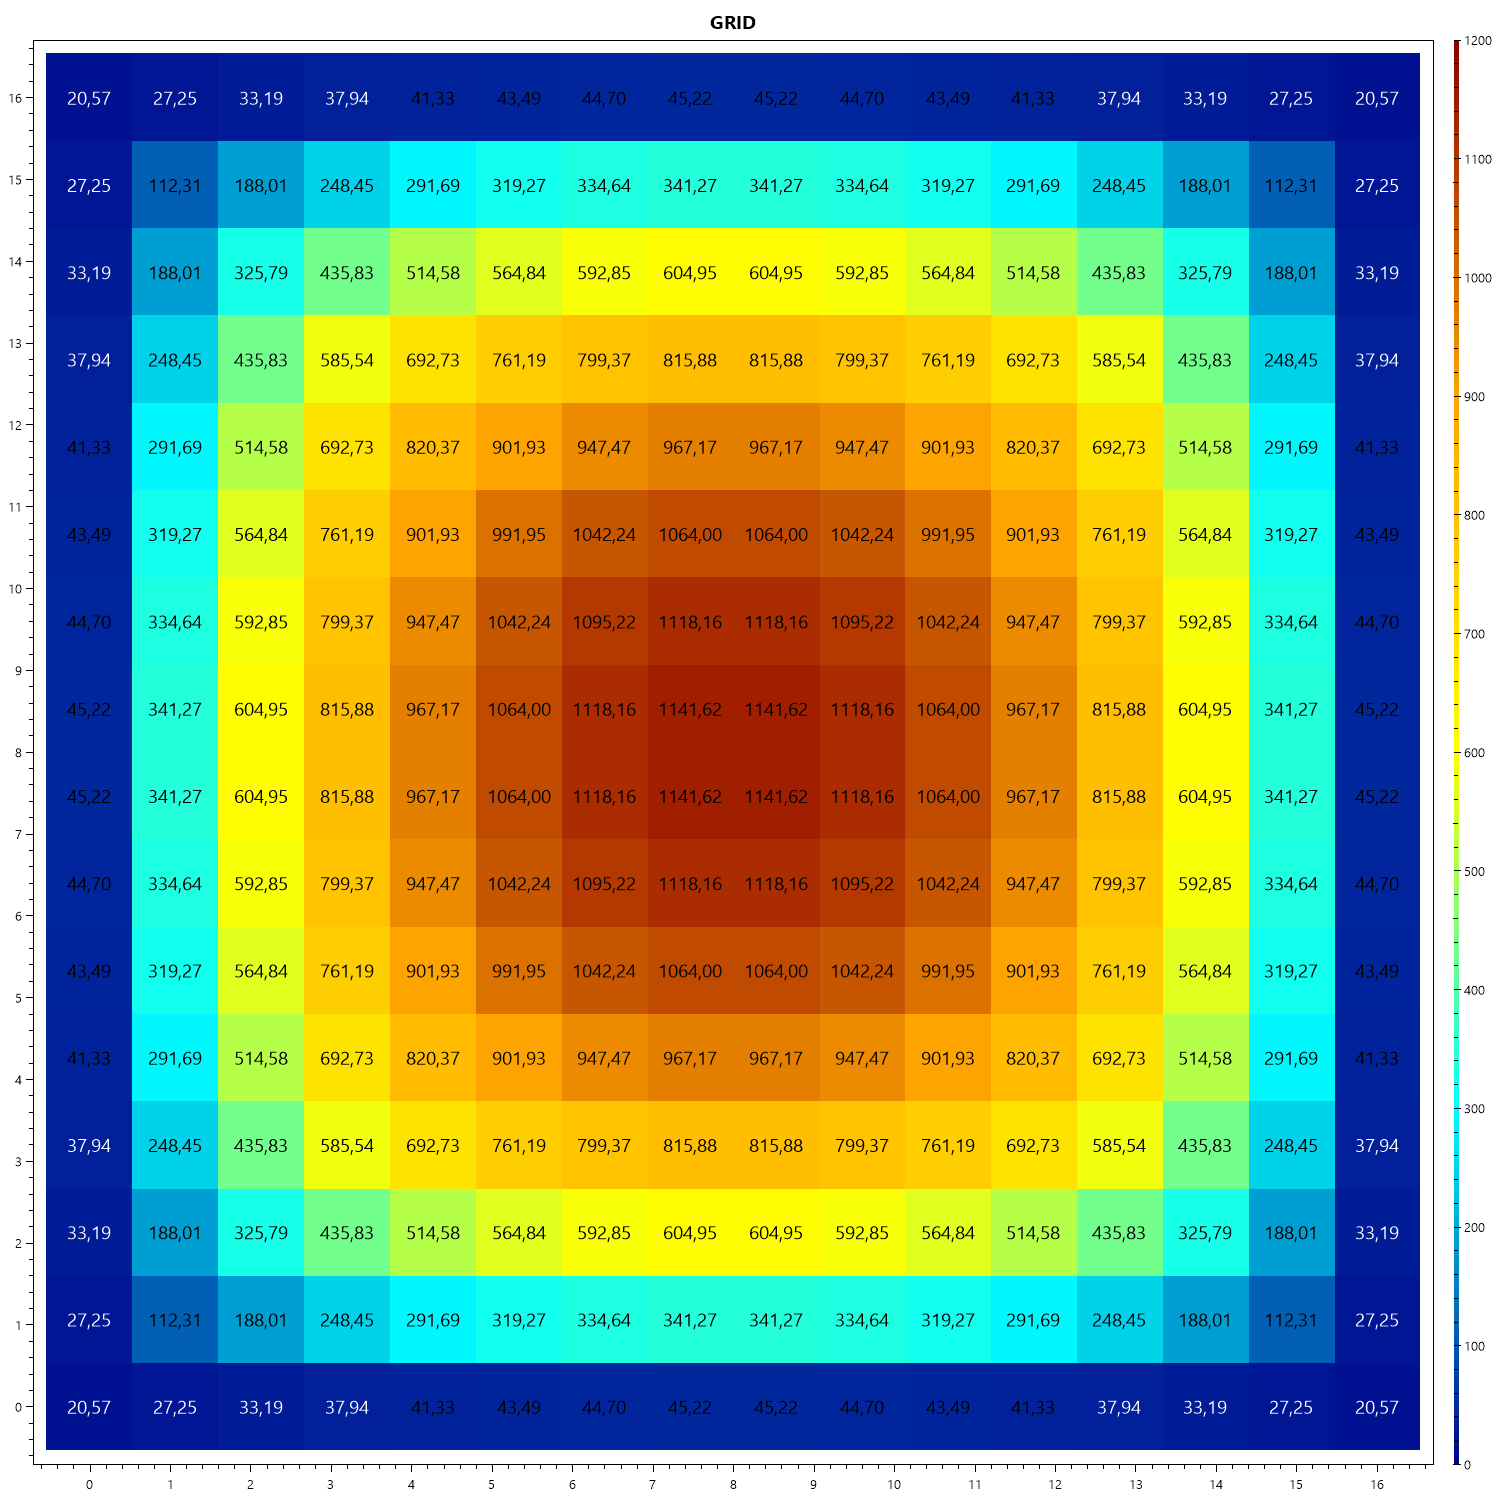 GRID
1200
16 20,57 27,25 33,19 37,94 41,33 43,49 44,70 45,22 45,22 44,70 43,49 41,33 37,94 33,19 27,25 20,57
1100
15 27,25 112,31 188,01 248,45 291,69 319,27 334,64 341,27 341,27 334,64 319,27 291,69 248,45 188,01 112,31 27,25
14 33,19 188,01 325,79 435,83 514,58 564,84 592,85 604,95 604,95 592,85 564,84 514,58 435,83 325,79 188,01 33,19
1000
13 37,94 248,45 435,83 585,54 692,73 761,19 799,37 815,88 815,88 799,37 761,19 692,73 585,54 435,83 248,45 37,94
900
12 41,33 291,69 514,58 692,73 820,37 901,93 947,47 967,17 967,17 947,47 901,93 820,37 692,73 514,58 291,69 41,33
11 43,49 319,27 564,84 761,19 901,93 991,95 1042,24 1064,00 1064,00 1042,24 991,95 901,93 761,19 564,84 319,27 43,49
800
10 44,70 334,64 592,85 799,37 947,47 1042,24 1095,22 1118,16 1118,16 1095,22 1042,24 947,47 799,37 592,85 334,64 44,70
700
9 45,22 341,27 604,95 815,88 967,17 1064,00 1118,16 1141,62 1141,62 1118,16 1064,00 967,17 815,88 604,95 341,27 45,22
8
600
45,22 341,27 604,95 815,88 967,17 1064,00 1118,16 1141,62 1141,62 1118,16 1064,00 967,17 815,88 604,95 341,27 45,22
7
500
44,70 334,64 592,85 799,37 947,47 1042,24 1095,22 1118,16 1118,16 1095,22 1042,24 947,47 799,37 592,85 334,64 44,70
6
43,49 319,27 564,84 761,19 901,93 991,95 1042,24 1064,00 1064,00 1042,24 991,95 901,93 761,19 564,84 319,27 43,49
400
5
41,33 291,69 514,58 692,73 820,37 901,93 947,47 967,17 967,17 947,47 901,93 820,37 692,73 514,58 291,69 41,33
4
300
37,94 248,45 435,83 585,54 692,73 761,19 799,37 815,88 815,88 799,37 761,19 692,73 585,54 435,83 248,45 37,94
3
200
33,19 188,01 325,79 435,83 514,58 564,84 592,85 604,95 604,95 592,85 564,84 514,58 435,83 325,79 188,01 33,19
2
27,25 112,31 188,01 248,45 291,69 319,27 334,64 341,27 341,27 334,64 319,27 291,69 248,45 188,01 112,31 27,25
1
100
0 20,57 27,25 33,19 37,94 41,33 43,49 44,70 45,22 45,22 44,70 43,49 41,33 37,94 33,19 27,25 20,57
0
0 1 2 3 4 5 6 7 8 9 10 11 12 13 14 15 16